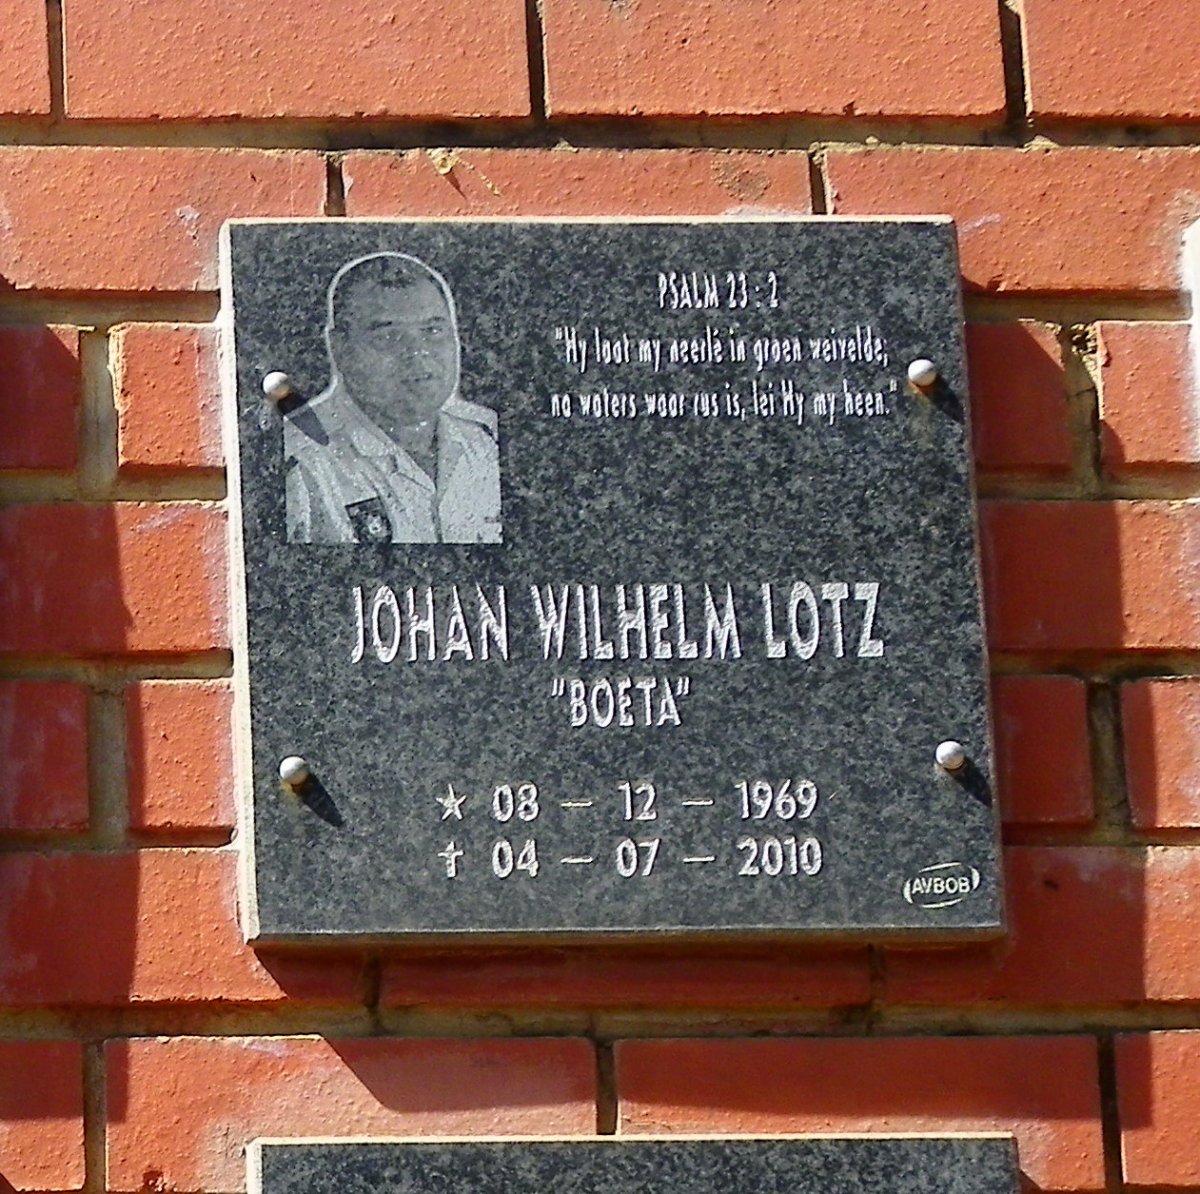 PSALM 23 : 2
"Hy laat my neerlê in groen weivelde;
na waters waar rus is, lei Hy my heen."
JOHAN WILHELM LOTZ
"BOETA"
08 – 12 – 1969
04 – 07 – 2010
AVBOB